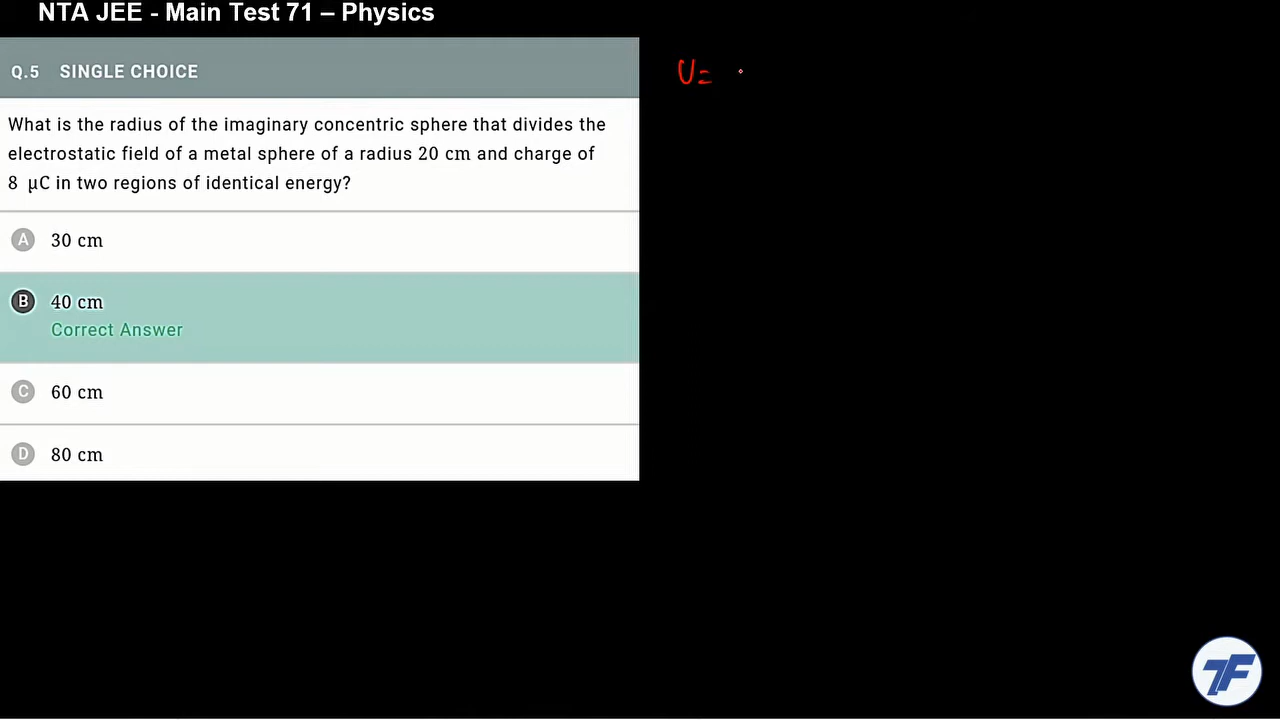 NTA JEE - Main Test 71 – Physics
Q.5 SINGLE CHOICE
What is the radius of the imaginary concentric sphere that divides the
electrostatic field of a metal sphere of a radius 20 cm and charge of
8 μC in two regions of identical energy?
A 30 cm
B 40 cm
Correct Answer
C 60 cm
D 80 cm
U=
TF